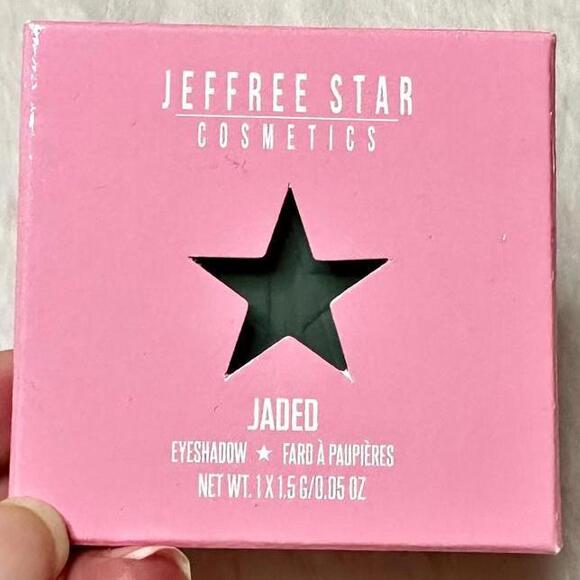 JEFFREE STAR
COSMETICS
JADED
EYESHADOW ★ FARD À PAUPIÈRES
NET WT. 1 X 1.5 G/0.05 OZ